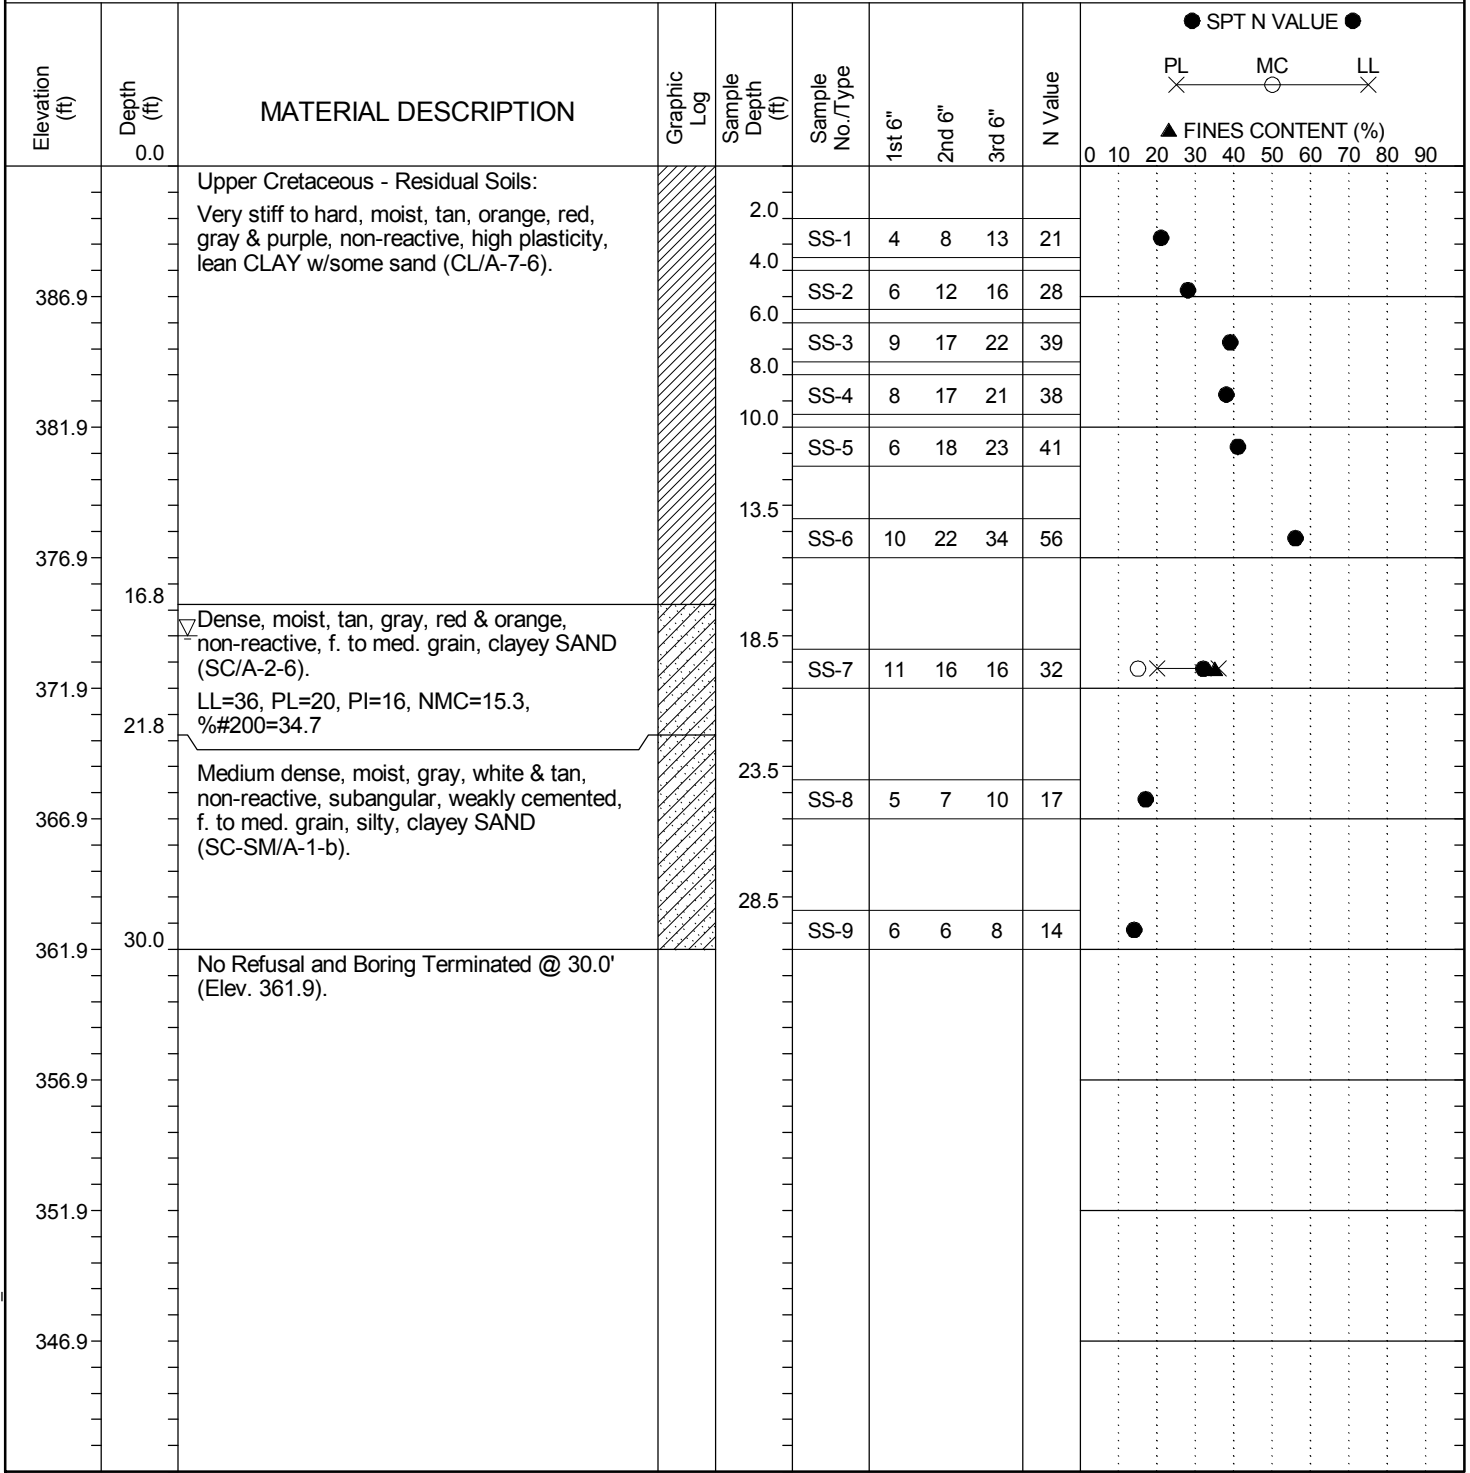 ● SPT N VALUE ●
PL MC LL
▲ FINES CONTENT (%)
0 10 20 30 40 50 60 70 80 90
Elevation
(ft)
Depth
(ft)
0.0
MATERIAL DESCRIPTION
Graphic
Log
Sample
Depth
(ft)
Sample
No./Type
1st 6"
2nd 6"
3rd 6"
N Value
Upper Cretaceous - Residual Soils:
Very stiff to hard, moist, tan, orange, red,
gray & purple, non-reactive, high plasticity,
lean CLAY w/some sand (CL/A-7-6).
2.0
SS-1 4 8 13 21
4.0
386.9
SS-2 6 12 16 28
6.0
SS-3 9 17 22 39
8.0
SS-4 8 17 21 38
10.0
381.9
SS-5 6 18 23 41
13.5
SS-6 10 22 34 56
376.9
16.8
Dense, moist, tan, gray, red & orange,
non-reactive, f. to med. grain, clayey SAND
(SC/A-2-6).
18.5
SS-7 11 16 16 32
371.9
LL=36, PL=20, PI=16, NMC=15.3,
%#200=34.7
21.8
Medium dense, moist, gray, white & tan,
non-reactive, subangular, weakly cemented,
f. to med. grain, silty, clayey SAND
(SC-SM/A-1-b).
23.5
SS-8 5 7 10 17
366.9
28.5
SS-9 6 6 8 14
30.0
361.9
No Refusal and Boring Terminated @ 30.0'
(Elev. 361.9).
356.9
351.9
346.9